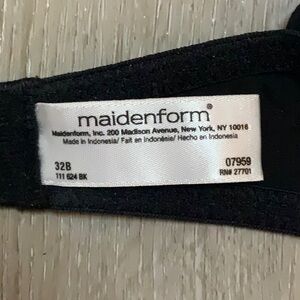 maidenform®
Maidenform, Inc. 200 Madison Avenue, New York, NY 10016
Made in Indonesia/ Fait en Indonésie/ Hecho en Indonesia
32B
07959
111 624 BK
RN# 27701